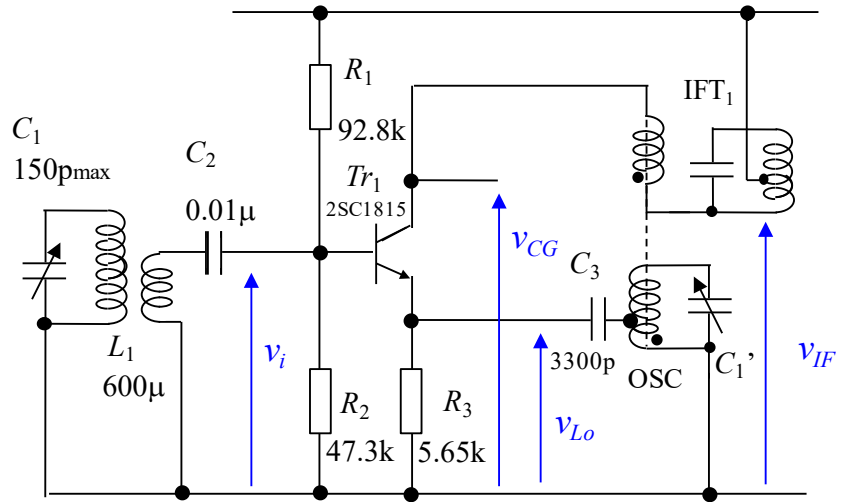 R1
92.8k
IFT1
C1
150pmax
C2
0.01μ
Tr1
2SC1815
vCG
C3
3300p
L1
600μ
vi
R2
47.3k
R3
5.65k
vLo
OSC
C1’
vIF